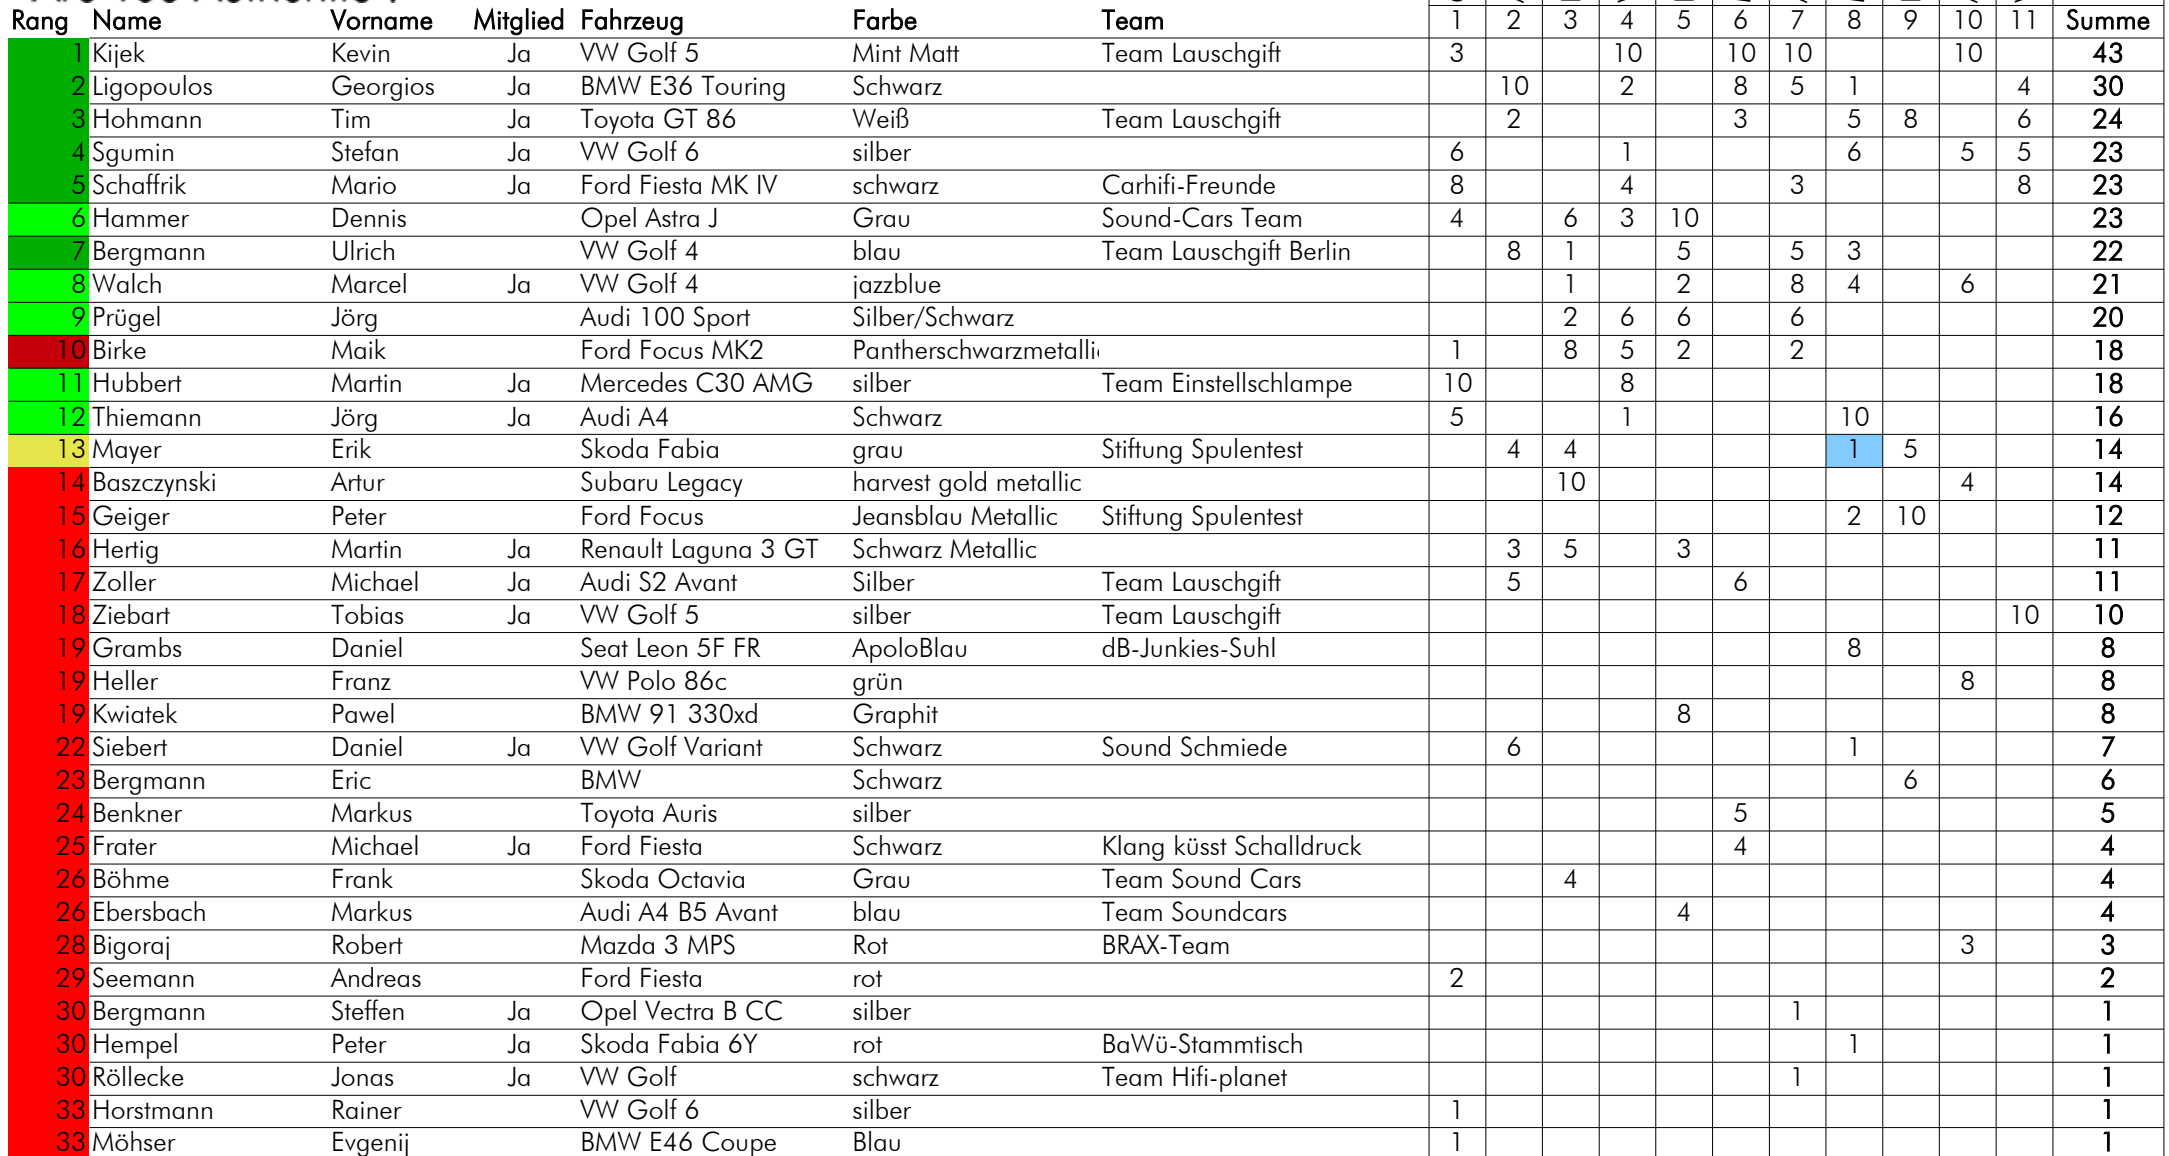 Rang Name Vorname Mitglied Fahrzeug Farbe Team 1 2 3 4 5 6 7 8 9 10 11 Summe
1 Kijek Kevin Ja VW Golf 5 Mint Matt Team Lauschgift 3 10 10 10 10 43
2 Ligopoulos Georgios Ja BMW E36 Touring Schwarz 10 2 8 5 1 4 30
3 Hohmann Tim Ja Toyota GT 86 Weiß Team Lauschgift 2 3 5 8 6 24
4 Sgumin Stefan Ja VW Golf 6 silber 6 1 6 5 5 23
5 Schaffrik Mario Ja Ford Fiesta MK IV schwarz Carhifi-Freunde 8 4 3 8 23
6 Hammer Dennis Opel Astra J Grau Sound-Cars Team 4 6 3 10 23
7 Bergmann Ulrich VW Golf 4 blau Team Lauschgift Berlin 8 1 5 5 3 22
8 Walch Marcel Ja VW Golf 4 jazzblue 1 2 8 4 6 21
9 Prügel Jörg Audi 100 Sport Silber/Schwarz 2 6 6 6 20
10 Birke Maik Ford Focus MK2 Pantherschwarzmetalli 1 8 5 2 2 18
11 Hubbert Martin Ja Mercedes C30 AMG silber Team Einstellschlampe 10 8 18
12 Thiemann Jörg Ja Audi A4 Schwarz 5 1 10 16
13 Mayer Erik Skoda Fabia grau Stiftung Spulentest 4 4 1 5 14
14 Baszczynski Artur Subaru Legacy harvest gold metallic 10 4 14
15 Geiger Peter Ford Focus Jeansblau Metallic Stiftung Spulentest 2 10 12
16 Hertig Martin Ja Renault Laguna 3 GT Schwarz Metallic 3 5 3 11
17 Zoller Michael Ja Audi S2 Avant Silber Team Lauschgift 5 6 11
18 Ziebart Tobias Ja VW Golf 5 silber Team Lauschgift 10 10
19 Grambs Daniel Seat Leon 5F FR ApoloBlau dB-Junkies-Suhl 8 8
19 Heller Franz VW Polo 86c grün 8 8
19 Kwiatek Pawel BMW 91 330xd Graphit 8 8
22 Siebert Daniel Ja VW Golf Variant Schwarz Sound Schmiede 6 1 7
23 Bergmann Eric BMW Schwarz 6 6
24 Benkner Markus Toyota Auris silber 5 5
25 Frater Michael Ja Ford Fiesta Schwarz Klang küsst Schalldruck 4 4
26 Böhme Frank Skoda Octavia Grau Team Sound Cars 4 4
26 Ebersbach Markus Audi A4 B5 Avant blau Team Soundcars 4 4
28 Bigoraj Robert Mazda 3 MPS Rot BRAX-Team 3 3
29 Seemann Andreas Ford Fiesta rot 2 2
30 Bergmann Steffen Ja Opel Vectra B CC silber 1 1
30 Hempel Peter Ja Skoda Fabia 6Y rot BaWü-Stammtisch 1 1
30 Röllecke Jonas Ja VW Golf schwarz Team Hifi-planet 1 1
33 Horstmann Rainer VW Golf 6 silber 1 1
33 Möhser Evgenij BMW E46 Coupe Blau 1 1